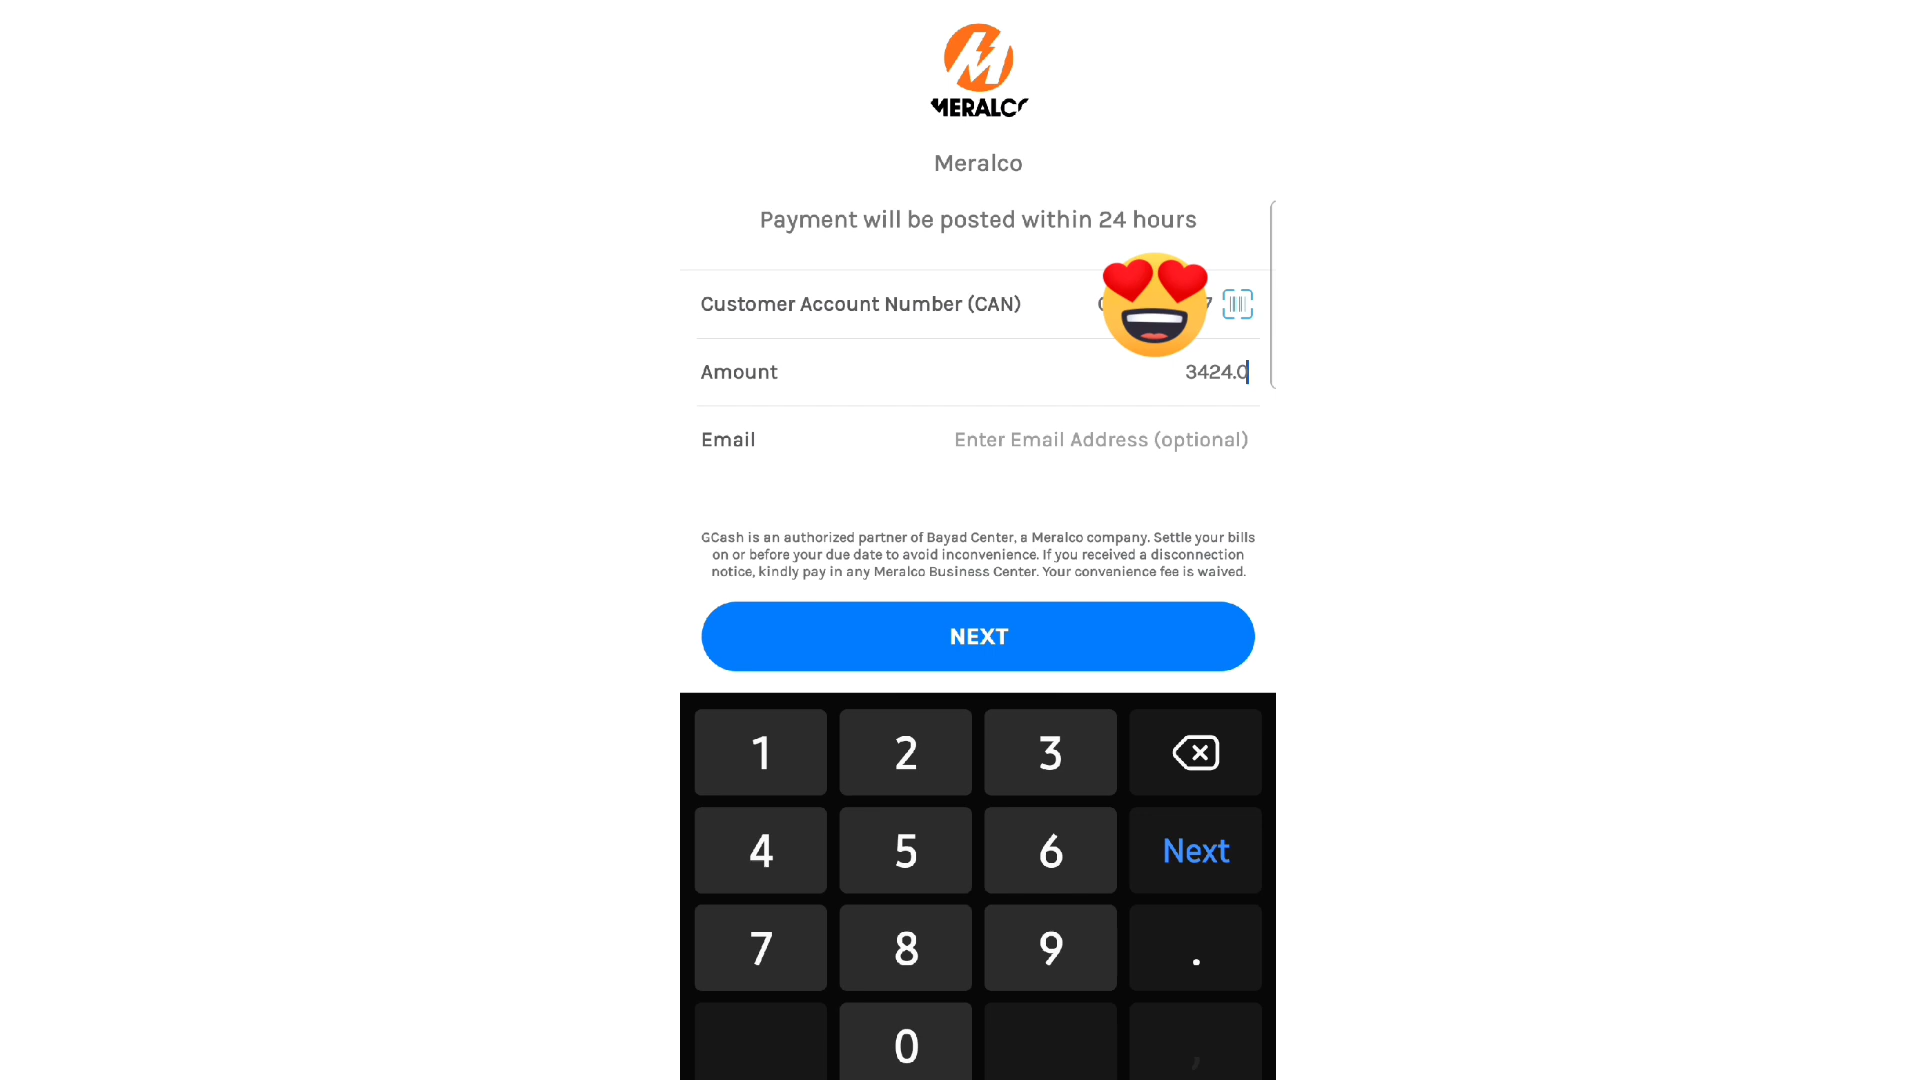 MERALCO
Meralco
Payment will be posted within 24 hours
Customer Account Number (CAN)
Amount 3424.0
Email Enter Email Address (optional)
GCash is an authorized partner of Bayad Center, a Meralco company. Settle your bills
on or before your due date to avoid inconvenience. If you received a disconnection
notice, kindly pay in any Meralco Business Center. Your convenience fee is waived.
NEXT
1 2 3
4 5 6 Next
7 8 9 .
0 ,